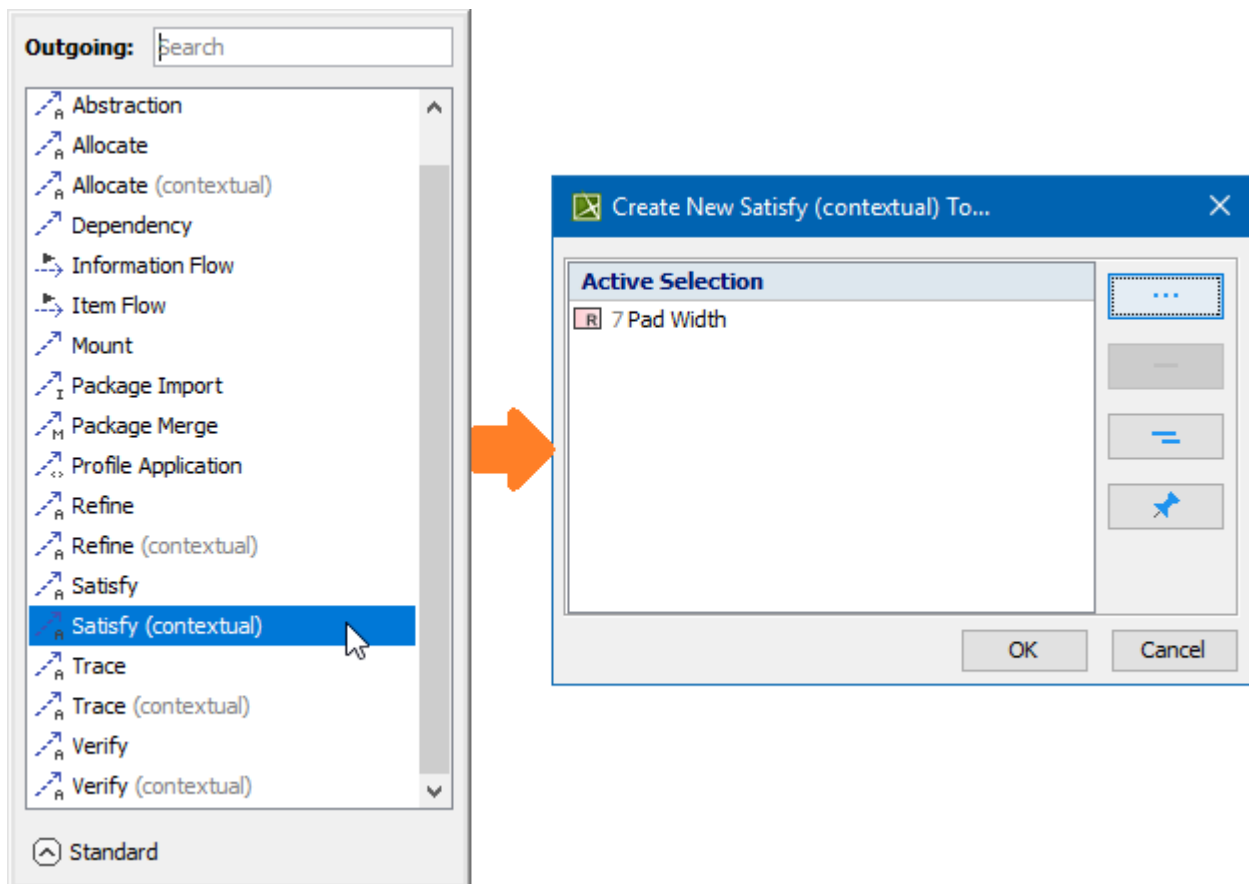 Outgoing: Search
Abstraction
Allocate
Allocate (contextual)
Dependency
Information Flow
Item Flow
Mount
Package Import
Package Merge
Profile Application
Refine
Refine (contextual)
Satisfy
Satisfy (contextual)
Trace
Trace (contextual)
Verify
Verify (contextual)
Standard
Create New Satisfy (contextual) To...
Active Selection
R 7 Pad Width
...
OK Cancel